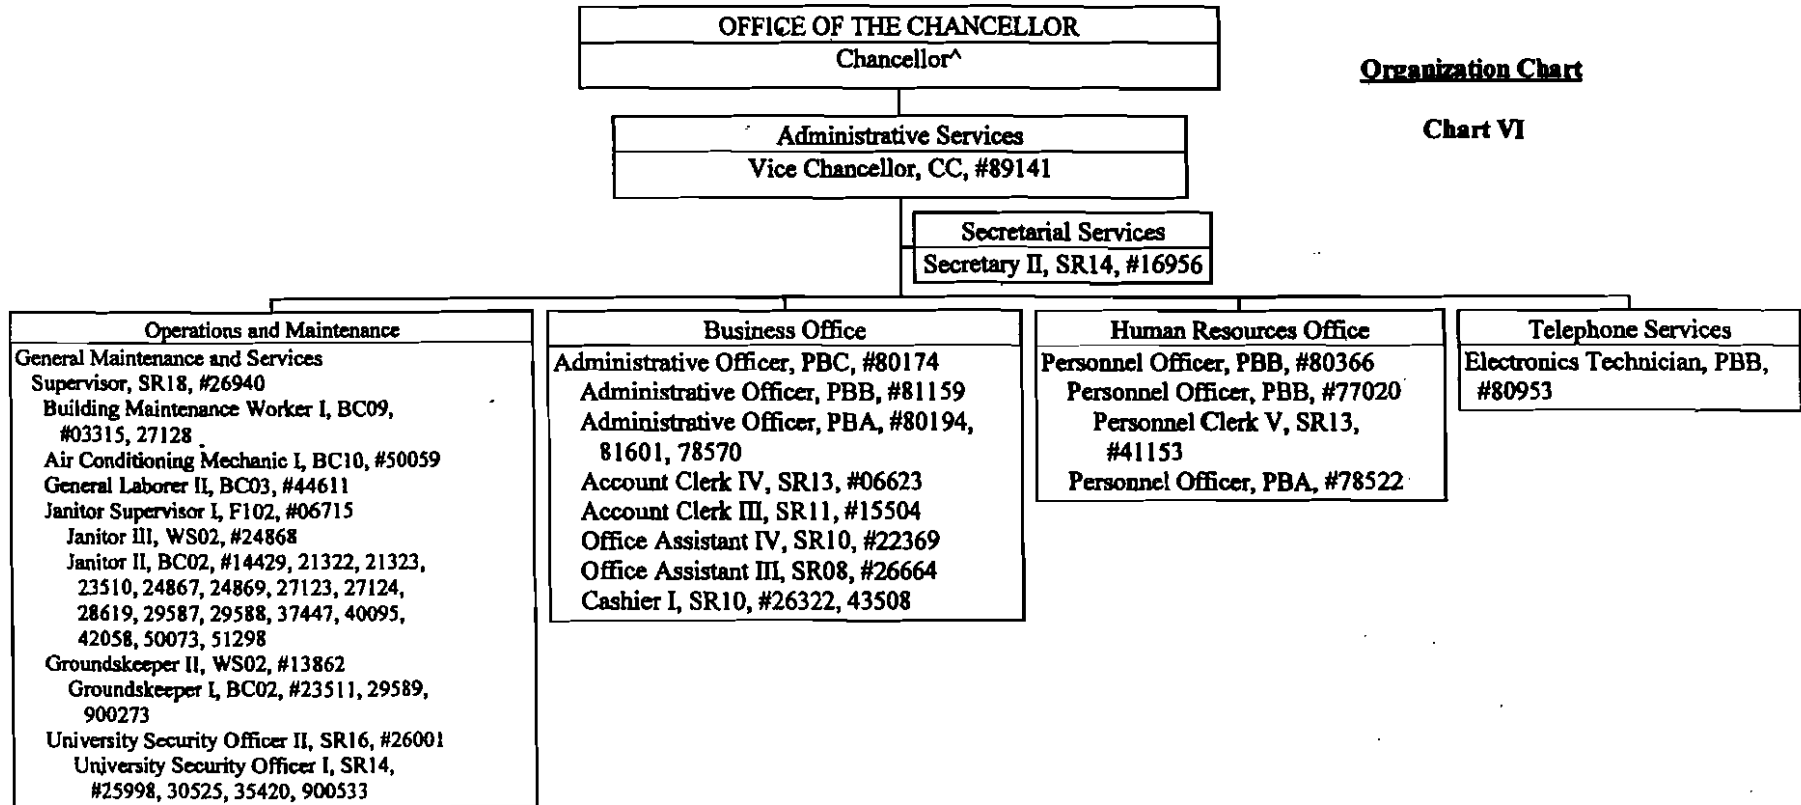 OFFICE OF THE CHANCELLOR
Chancellor^
Organization Chart
Chart VI
Administrative Services
Vice Chancellor, CC, #89141
Secretarial Services
Secretary II, SR14, #16956
Operations and Maintenance
General Maintenance and Services
Supervisor, SR18, #26940
Building Maintenance Worker I, BC09,
#03315, 27128
Air Conditioning Mechanic I, BC10, #50059
General Laborer II, BC03, #44611
Janitor Supervisor I, F102, #06715
Janitor III, WS02, #24868
Janitor II, BC02, #14429, 21322, 21323,
23510, 24867, 24869, 27123, 27124,
28619, 29587, 29588, 37447, 40095,
42058, 50073, 51298
Groundskeeper II, WS02, #13862
Groundskeeper I, BC02, #23511, 29589,
900273
University Security Officer II, SR16, #26001
University Security Officer I, SR14,
#25998, 30525, 35420, 900533
Business Office
Administrative Officer, PBC, #80174
Administrative Officer, PBB, #81159
Administrative Officer, PBA, #80194,
81601, 78570
Account Clerk IV, SR13, #06623
Account Clerk III, SR11, #15504
Office Assistant IV, SR10, #22369
Office Assistant III, SR08, #26664
Cashier I, SR10, #26322, 43508
Human Resources Office
Personnel Officer, PBB, #80366
Personnel Officer, PBB, #77020
Personnel Clerk V, SR13,
#41153
Personnel Officer, PBA, #78522
Telephone Services
Electronics Technician, PBB,
#80953